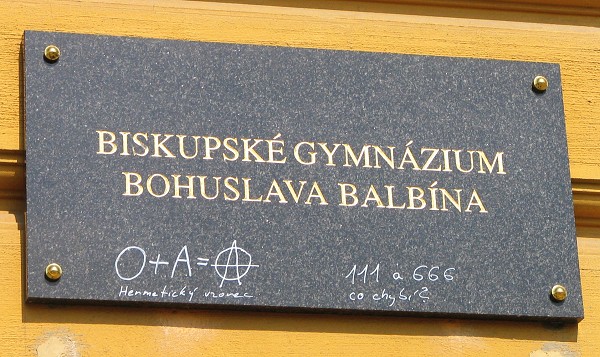 BISKUPSKÉ GYMNÁZIUM
BOHUSLAVA BALBÍNA
O+A=Ⓐ
Hermetický vzorec
111 a 666
co chybí?